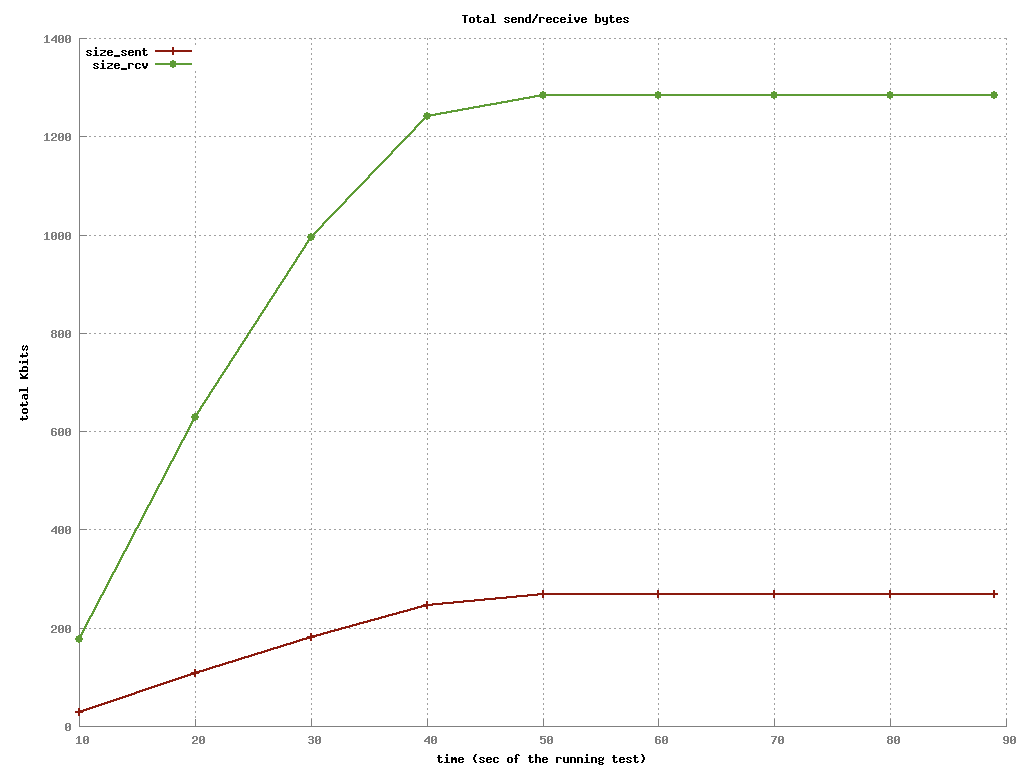 Total send/receive bytes
1400
size_sent
size_rcv
1200
1000
800
total Kbits
600
400
200
0
10 20 30 40 50 60 70 80 90
time (sec of the running test)